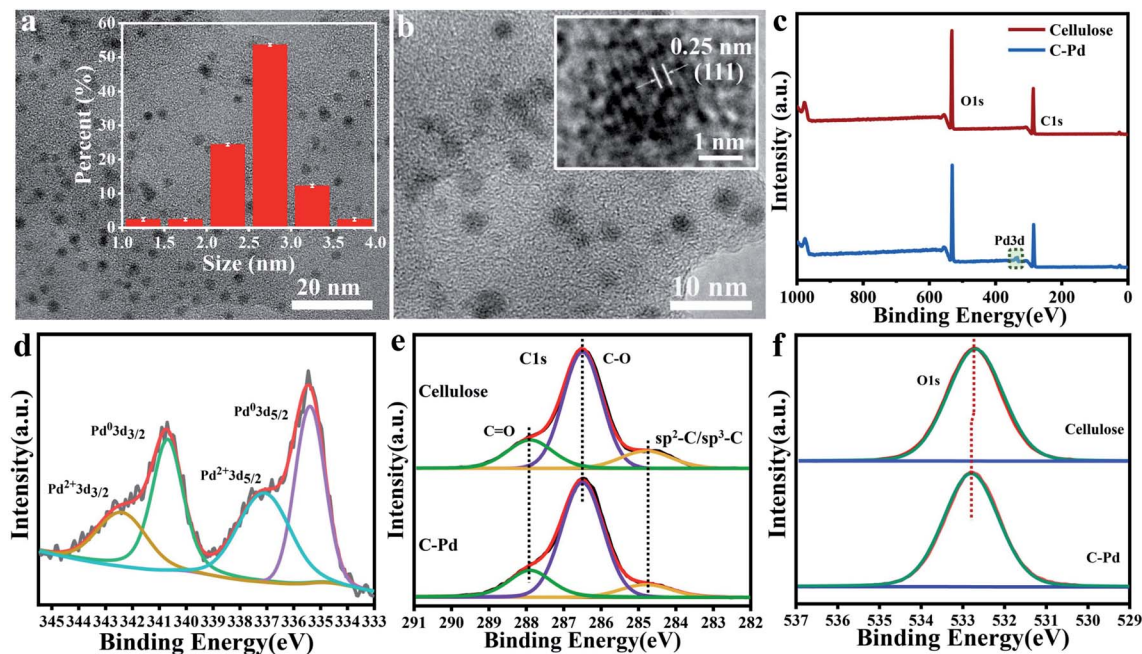 a
60
50
40
30
20
10
0
Percent (%)
1.0 1.5 2.0 2.5 3.0 3.5 4.0
Size (nm)
20 nm
b
0.25 nm
(111)
1 nm
10 nm
c
Cellulose
C-Pd
O1s
C1s
Pd3d
Intensity (a.u.)
1000 800 600 400 200 0
Binding Energy(eV)
d
Pd⁰3d₅/₂
Pd⁰3d₃/₂
Pd²⁺3d₅/₂
Pd²⁺3d₃/₂
Intensity(a.u.)
345 344 343 342 341 340 339 338 337 336 335 334 333
Binding Energy(eV)
e
C1s
C-O
Cellulose
C=O
sp²-C/sp³-C
C-Pd
Intensity(a.u.)
291 290 289 288 287 286 285 284 283 282
Binding Energy(eV)
f
O1s
Cellulose
C-Pd
Intensity(a.u.)
537 536 535 534 533 532 531 530 529
Binding Energy(eV)